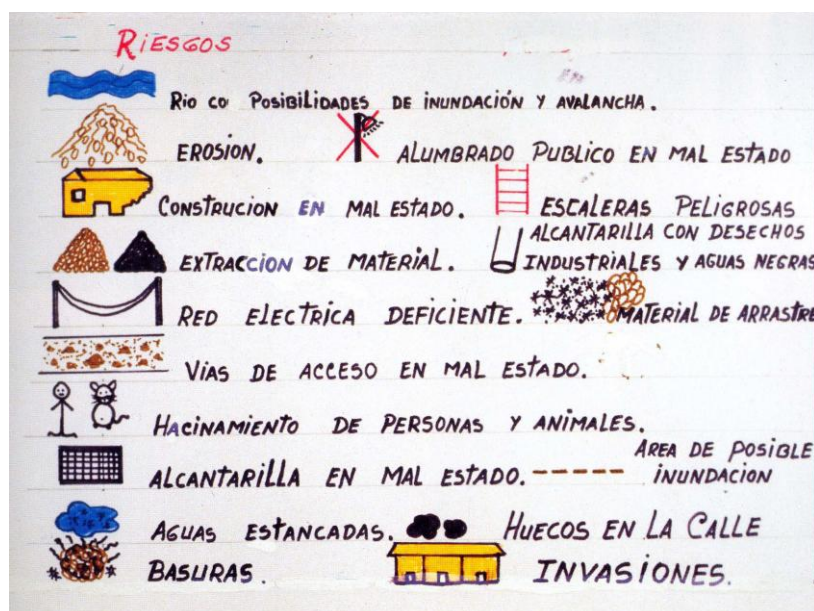 RIESGOS
RIO CO POSIBILIDADES DE INUNDACIÓN Y AVALANCHA.
EROSION. ALUMBRADO PUBLICO EN MAL ESTADO
CONSTRUCION EN MAL ESTADO. ESCALERAS PELIGROSAS
EXTRACCION DE MATERIAL. ALCANTARILLA CON DESECHOS
INDUSTRIALES Y AGUAS NEGRAS
RED ELECTRICA DEFICIENTE. MATERIAL DE ARRASTRE
VIAS DE ACCESO EN MAL ESTADO.
HACINAMIENTO DE PERSONAS Y ANIMALES.
ALCANTARILLA EN MAL ESTADO. AREA DE POSIBLE
INUNDACION
AGUAS ESTANCADAS. HUECOS EN LA CALLE
BASURAS. INVASIONES.